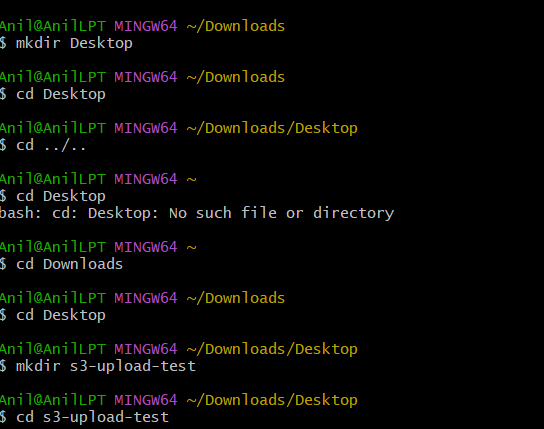 Anil@AnilLPT MINGW64 ~/Downloads
$ mkdir Desktop
Anil@AnilLPT MINGW64 ~/Downloads
$ cd Desktop
Anil@AnilLPT MINGW64 ~/Downloads/Desktop
$ cd ../..
Anil@AnilLPT MINGW64 ~
$ cd Desktop
bash: cd: Desktop: No such file or directory
Anil@AnilLPT MINGW64 ~
$ cd Downloads
Anil@AnilLPT MINGW64 ~/Downloads
$ cd Desktop
Anil@AnilLPT MINGW64 ~/Downloads/Desktop
$ mkdir s3-upload-test
Anil@AnilLPT MINGW64 ~/Downloads/Desktop
$ cd s3-upload-test